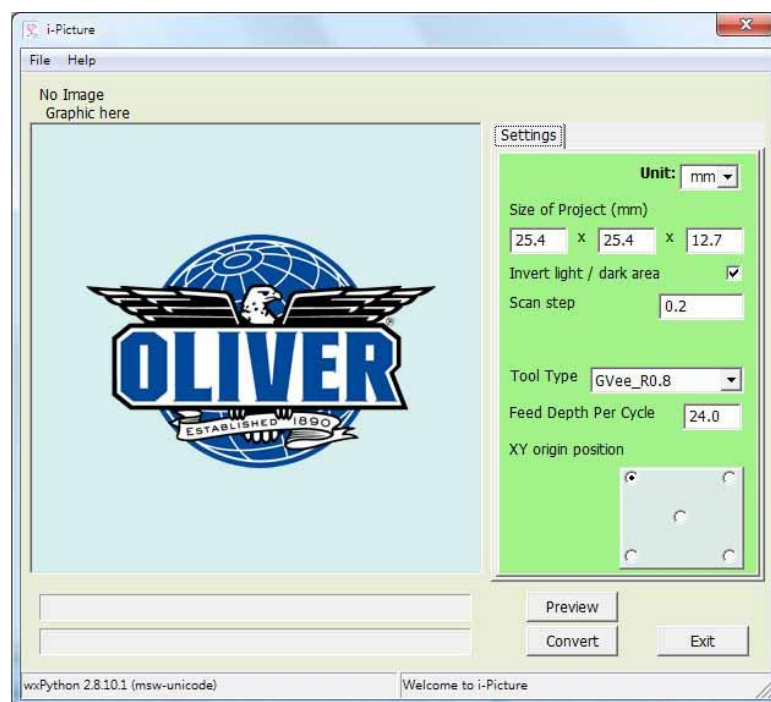 i-Picture
File Help
No Image
Graphic here
Settings
Unit: mm
Size of Project (mm)
25.4 x 25.4 x 12.7
Invert light / dark area
Scan step 0.2
OLIVER
®
ESTABLISHED 1890
Tool Type GVee_R0.8
Feed Depth Per Cycle 24.0
XY origin position
Preview
Convert Exit
wxPython 2.8.10.1 (msw-unicode) Welcome to i-Picture